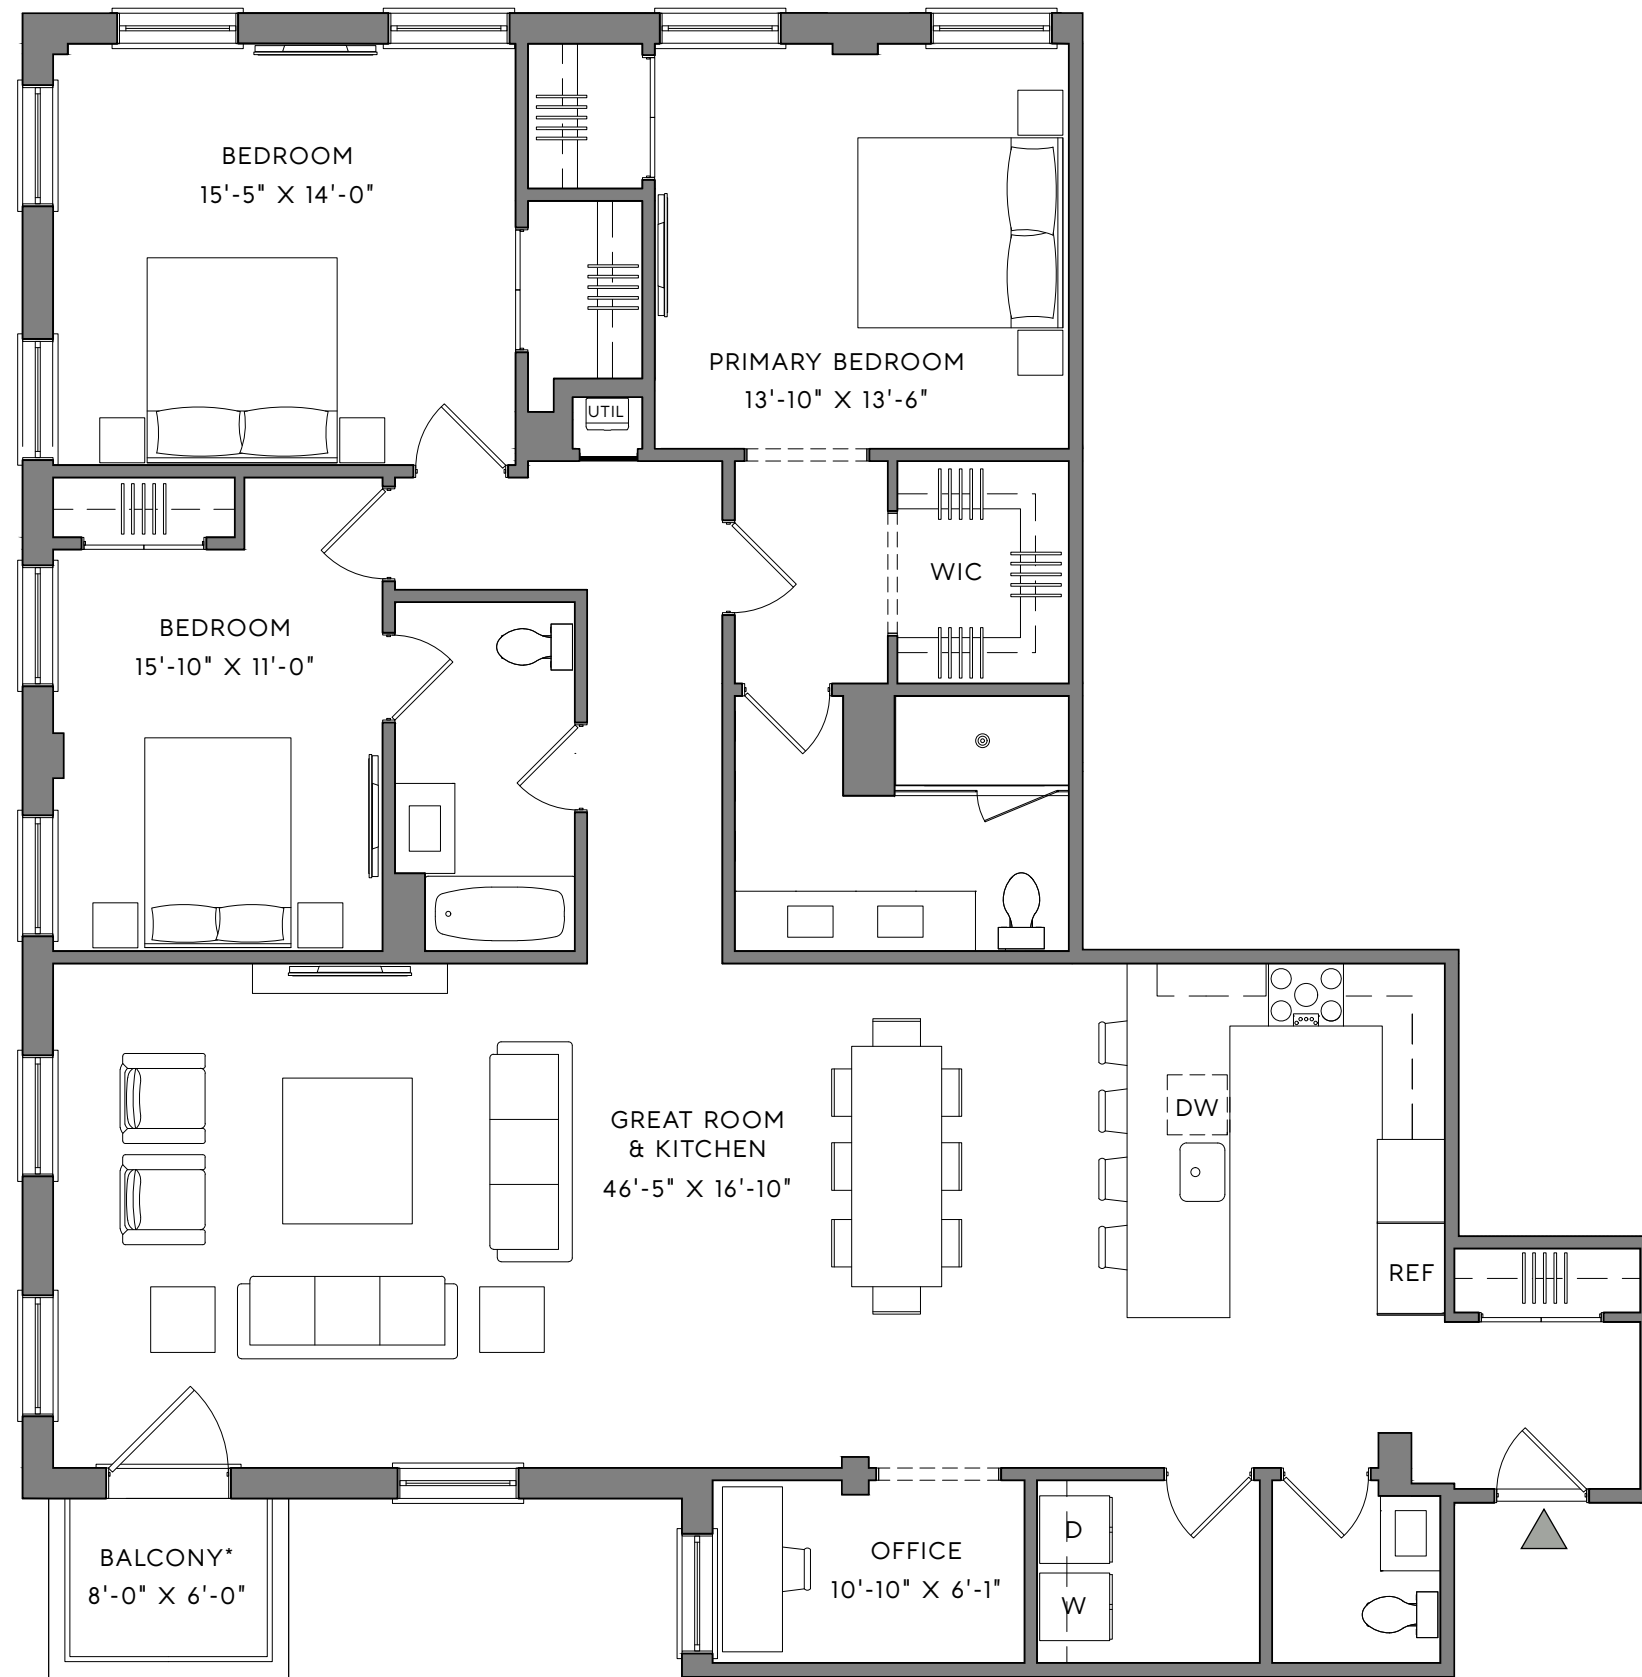 BEDROOM
15'-5" X 14'-0"
PRIMARY BEDROOM
13'-10" X 13'-6"
UTIL
WIC
BEDROOM
15'-10" X 11'-0"
GREAT ROOM
& KITCHEN
46'-5" X 16'-10"
DW
REF
BALCONY*
8'-0" X 6'-0"
OFFICE
10'-10" X 6'-1"
D
W